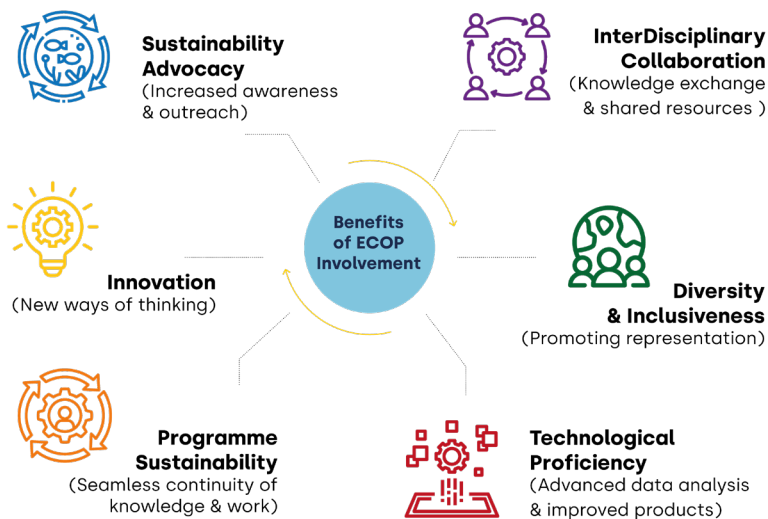 Sustainability
Advocacy
(Increased awareness
& outreach)
InterDisciplinary
Collaboration
(Knowledge exchange
& shared resources )
Benefits
of ECOP
Involvement
Innovation
(New ways of thinking)
Diversity
& Inclusiveness
(Promoting representation)
Programme
Sustainability
(Seamless continuity of
knowledge & work)
Technological
Proficiency
(Advanced data analysis
& improved products)